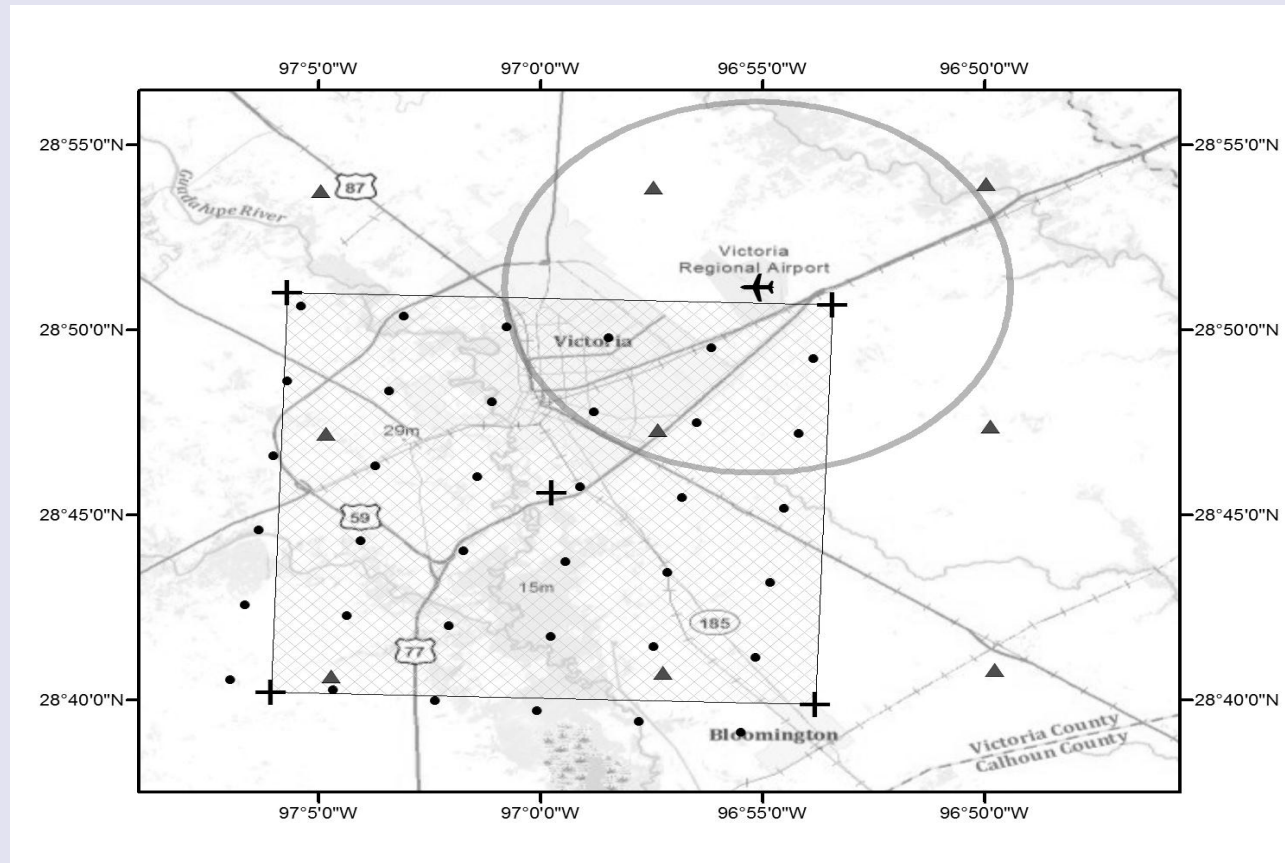 97°5'0"W 97°0'0"W 96°55'0"W 96°50'0"W
28°55'0"N 28°55'0"N
87
Guadalupe River
Victoria
Regional Airport
28°50'0"N 28°50'0"N
Victoria
29m
28°45'0"N 28°45'0"N
59
15m
185
77
28°40'0"N 28°40'0"N
Bloomington
Victoria County
Calhoun County
97°5'0"W 97°0'0"W 96°55'0"W 96°50'0"W